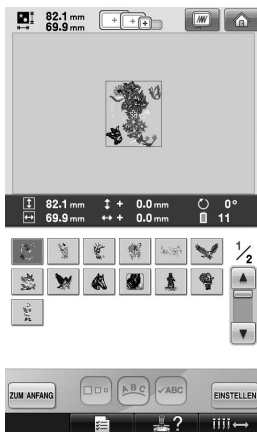 82.1 mm
69.9 mm
82.1 mm + 0.0 mm 0°
69.9 mm + 0.0 mm 11
1/2
ZUM ANFANG ABC ✓ABC EINSTELLEN
?